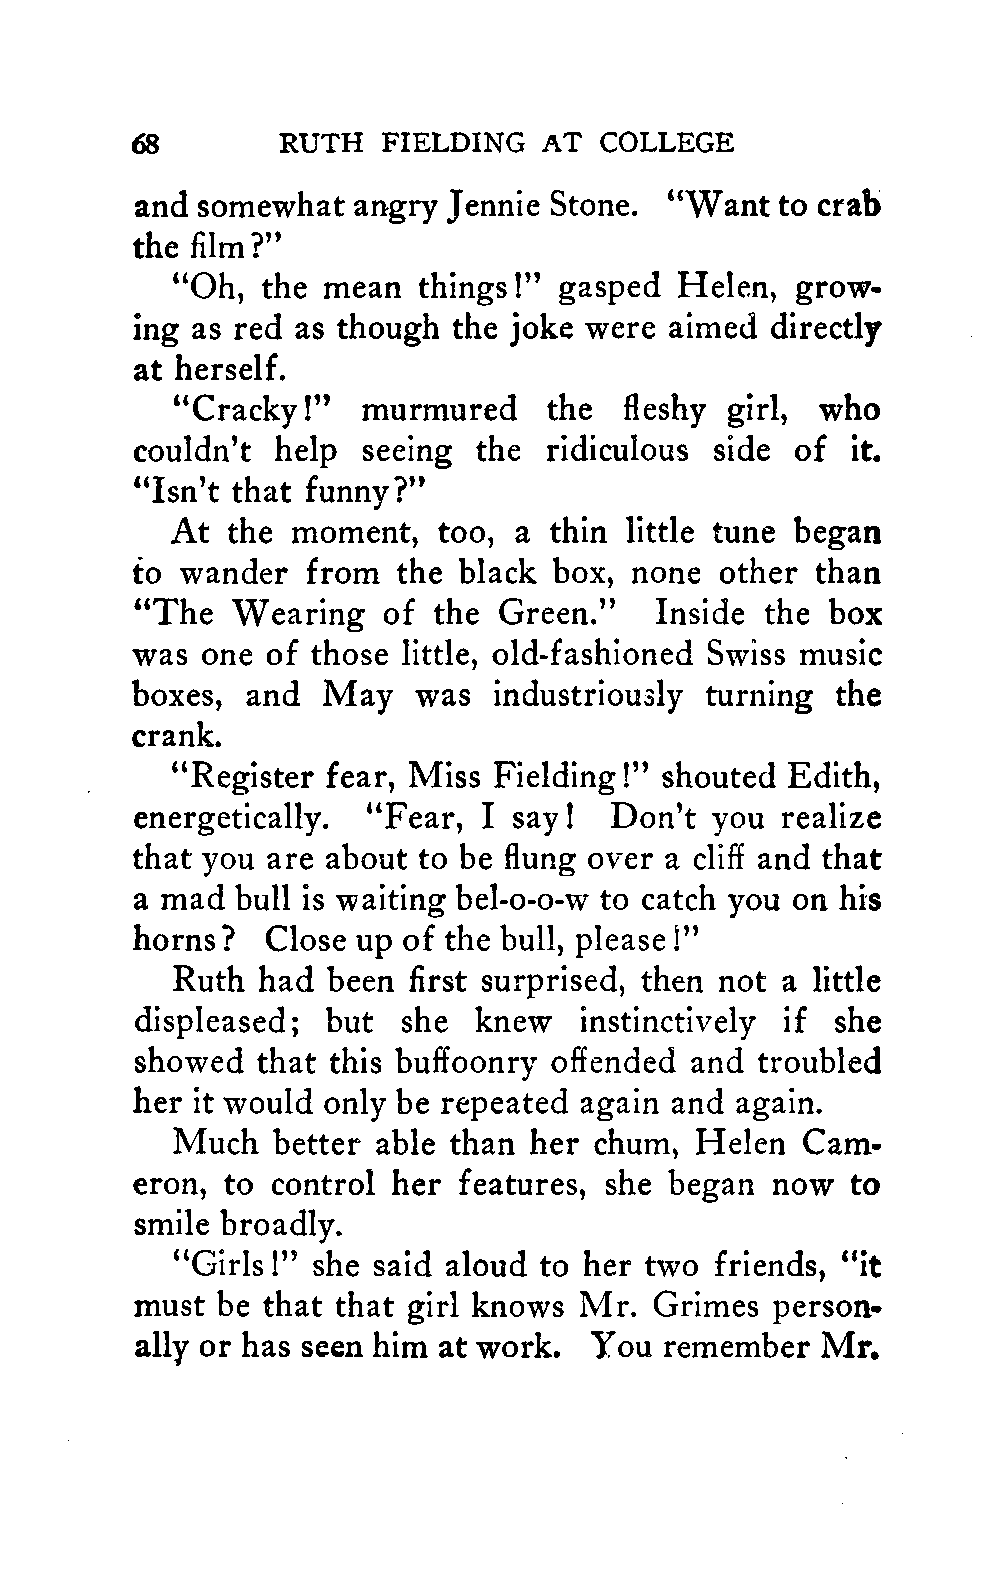 68 RUTH FIELDING AT COLLEGE
and somewhat angry Jennie Stone. “Want to crab
the film?”
“Oh, the mean things!” gasped Helen, grow-
ing as red as though the joke were aimed directly
at herself.
“Cracky!” murmured the fleshy girl, who
couldn’t help seeing the ridiculous side of it.
“Isn’t that funny?”
At the moment, too, a thin little tune began
to wander from the black box, none other than
“The Wearing of the Green.” Inside the box
was one of those little, old-fashioned Swiss music
boxes, and May was industriously turning the
crank.
“Register fear, Miss Fielding!” shouted Edith,
energetically. “Fear, I say! Don’t you realize
that you are about to be flung over a cliff and that
a mad bull is waiting bel-o-o-w to catch you on his
horns? Close up of the bull, please!”
Ruth had been first surprised, then not a little
displeased; but she knew instinctively if she
showed that this buffoonry offended and troubled
her it would only be repeated again and again.
Much better able than her chum, Helen Cam-
eron, to control her features, she began now to
smile broadly.
“Girls!” she said aloud to her two friends, “it
must be that that girl knows Mr. Grimes person-
ally or has seen him at work. You remember Mr.